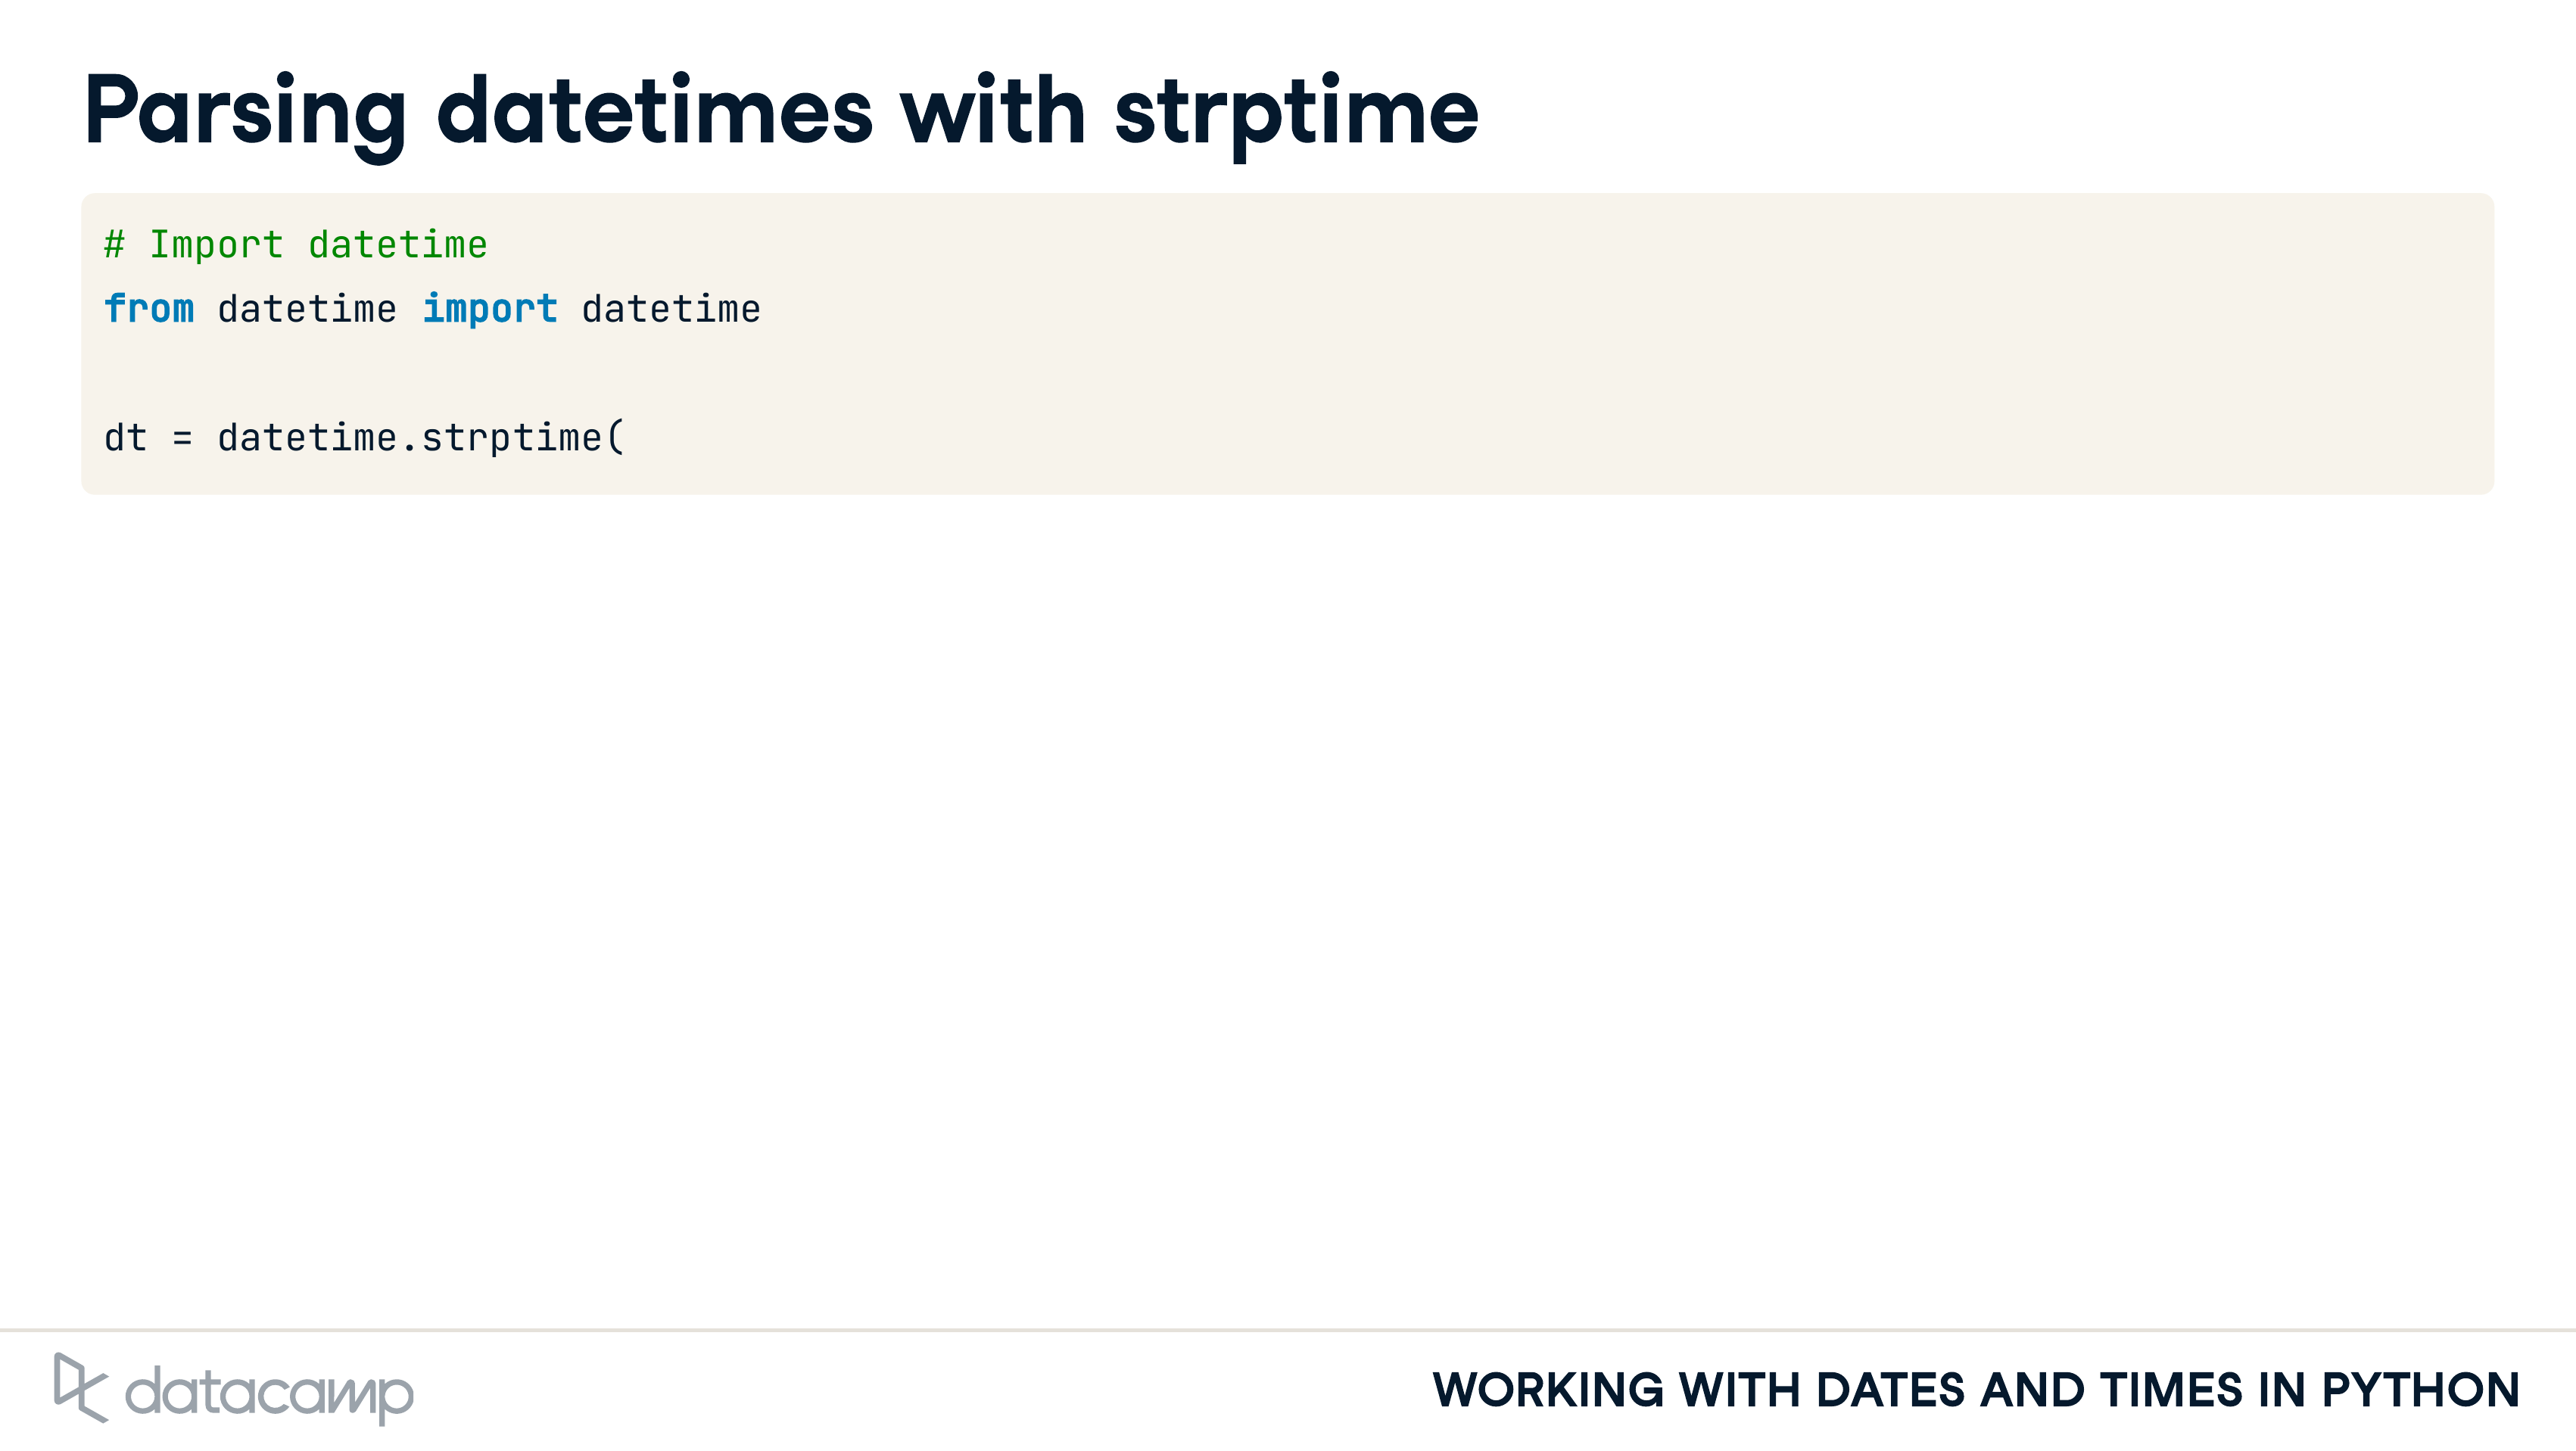 Parsing datetimes with strptime
# Import datetime
from datetime import datetime
dt = datetime.strptime(
datacamp
WORKING WITH DATES AND TIMES IN PYTHON